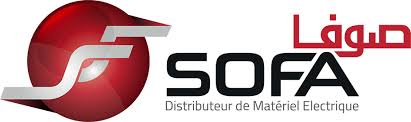 صوفا
SOFA
Distributeur de Matériel Electrique